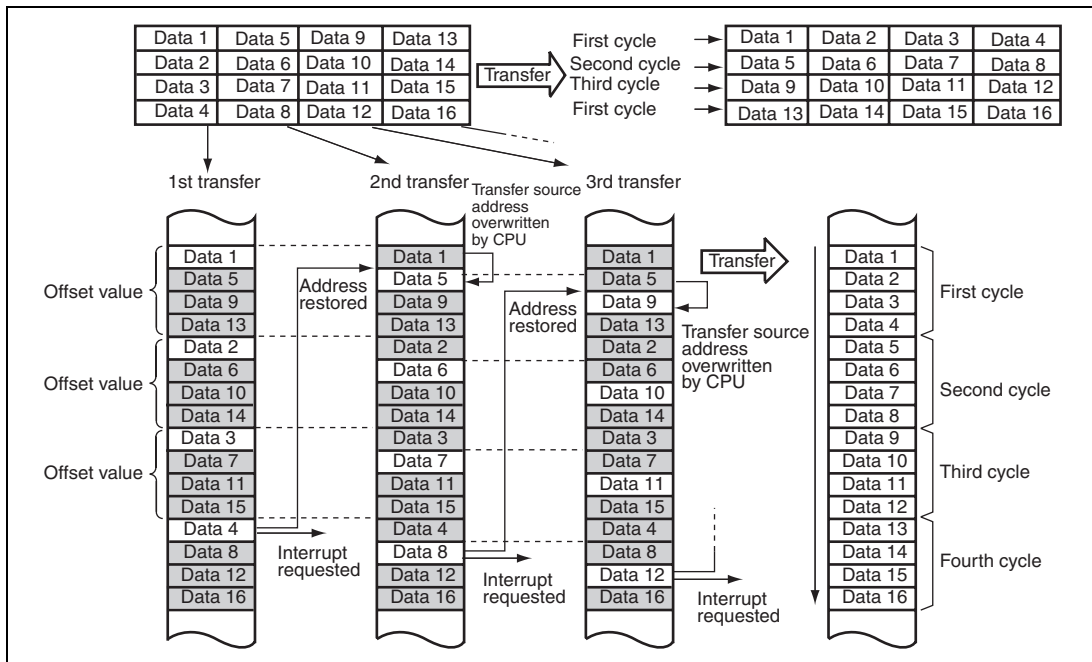 Data 1 Data 5 Data 9 Data 13
Data 2 Data 6 Data 10 Data 14
Data 3 Data 7 Data 11 Data 15
Data 4 Data 8 Data 12 Data 16
Transfer
First cycle
Second cycle
Third cycle
First cycle
Data 1 Data 2 Data 3 Data 4
Data 5 Data 6 Data 7 Data 8
Data 9 Data 10 Data 11 Data 12
Data 13 Data 14 Data 15 Data 16
1st transfer
Offset value
Offset value
Offset value
Data 1
Data 5
Data 9
Data 13
Data 2
Data 6
Data 10
Data 14
Data 3
Data 7
Data 11
Data 15
Data 4
Data 8
Data 12
Data 16
Address
restored
Interrupt
requested
2nd transfer
Transfer source
address
overwritten
by CPU
Data 1
Data 5
Data 9
Data 13
Data 2
Data 6
Data 10
Data 14
Data 3
Data 7
Data 11
Data 15
Data 4
Data 8
Data 12
Data 16
Address
restored
Interrupt
requested
3rd transfer
Data 1
Data 5
Data 9
Data 13
Data 2
Data 6
Data 10
Data 14
Data 3
Data 7
Data 11
Data 15
Data 4
Data 8
Data 12
Data 16
Transfer
Transfer source
address
overwritten
by CPU
Interrupt
requested
Data 1
Data 2
Data 3
Data 4
Data 5
Data 6
Data 7
Data 8
Data 9
Data 10
Data 11
Data 12
Data 13
Data 14
Data 15
Data 16
First cycle
Second cycle
Third cycle
Fourth cycle